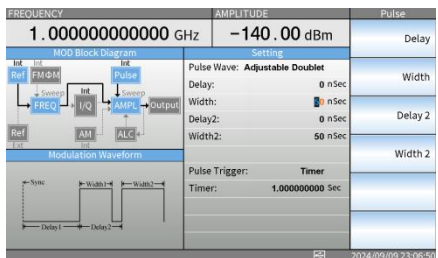 FREQUENCY
AMPLITUDE
Pulse
1.000000000000 GHz
-140.00 dBm
Delay
MOD Block Diagram
Setting
Int
Int
Int
Ref
FMΦM
Pulse
Sweep
Int
Sweep
FREQ
I/Q
AMPL
Output
Ref
AM
ALC
Ext
Int
Pulse Wave: Adjustable Doublet
Delay: 0 nSec
Width: 50 nSec
Delay2: 0 nSec
Width2: 50 nSec
Pulse Trigger: Timer
Timer: 1.000000000 Sec
Width
Delay 2
Width 2
Modulation Waveform
Sync
Width1
Width2
Delay1
Delay2
2024/09/09 23:06:50